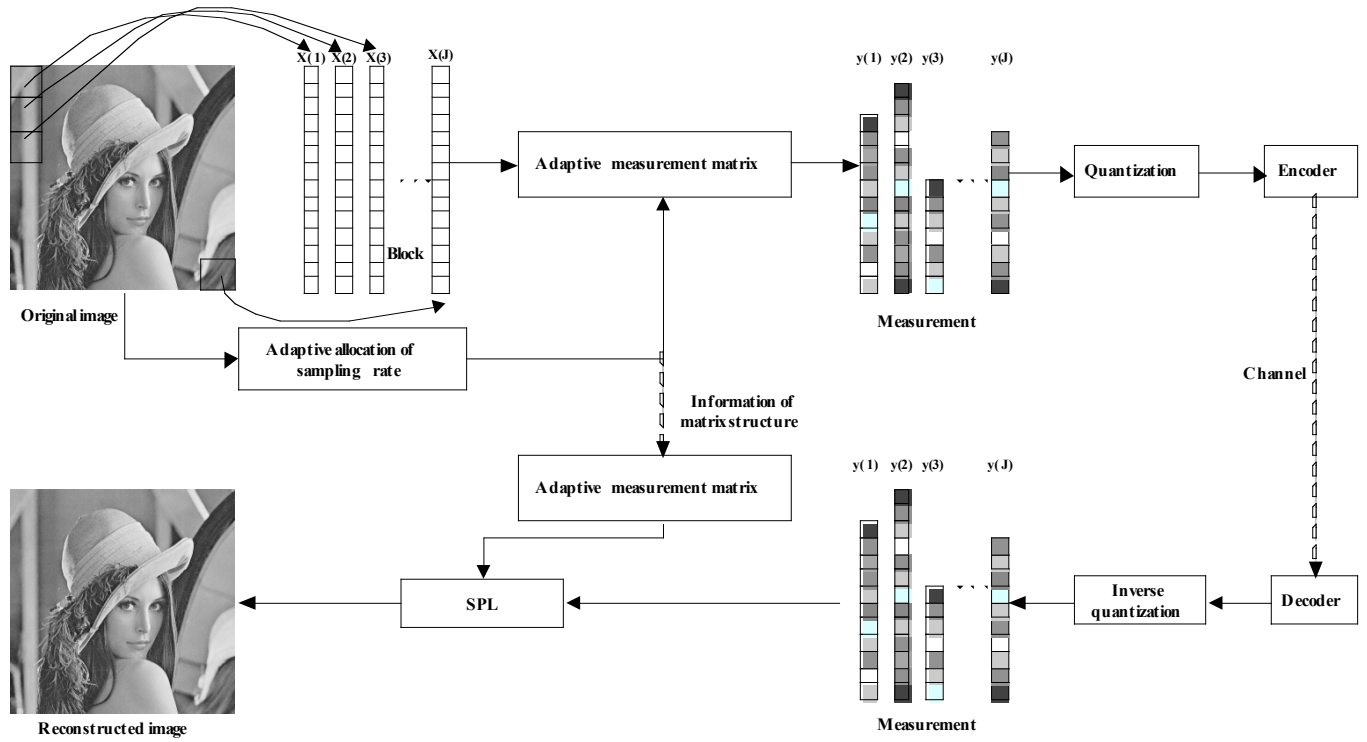 X(1) X(2) X(3) X(J)
y(1) y(2) y(3) y(J)
Adaptive measurement matrix
Quantization
Encoder
Block
Original image
Measurement
Adaptive allocation of
sampling rate
Channel
Information of
matrix structure
y(1) y(2) y(3) y(J)
Adaptive measurement matrix
SPL
Inverse
quantization
Decoder
Reconstructed image
Measurement